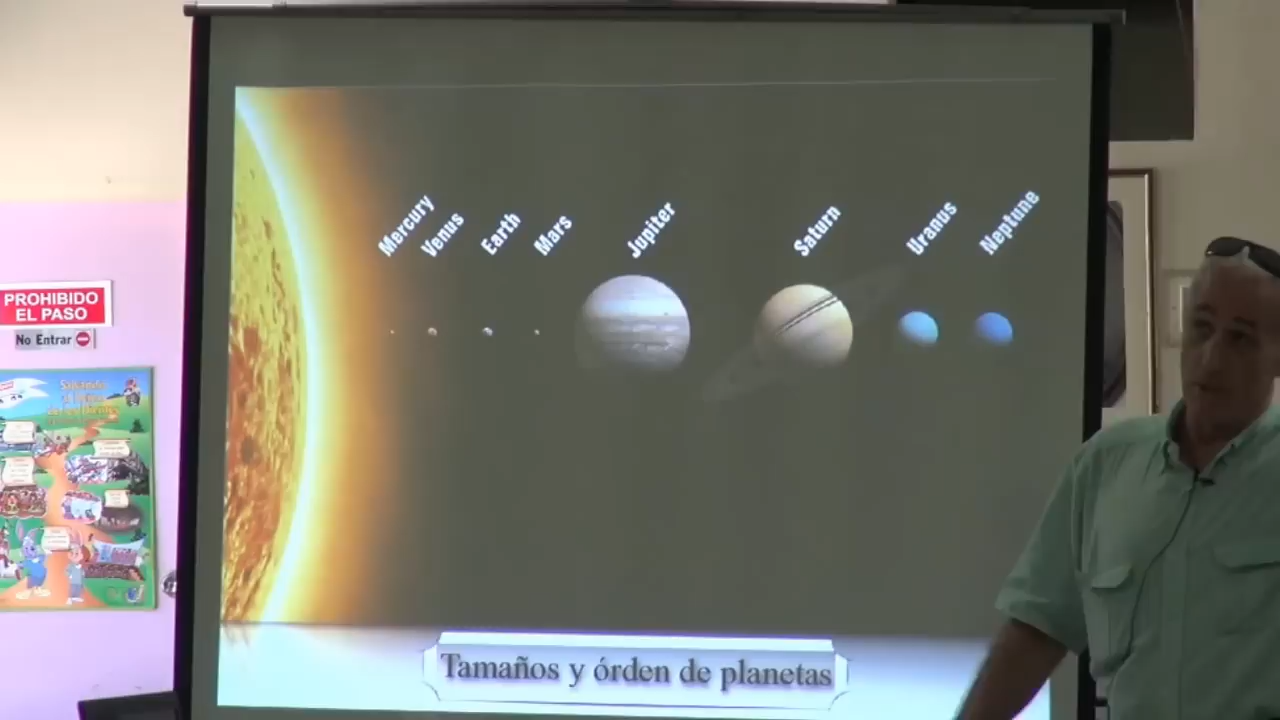 Mercury
Venus
Earth
Mars
Jupiter
Saturn
Uranus
Neptune
PROHIBIDO
EL PASO
No Entrar
Tamaños y órden de planetas